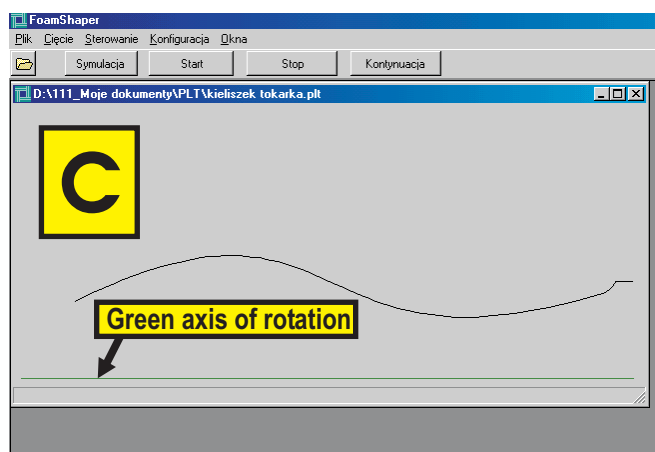 FoamShaper
Plik Cięcie Sterowanie Konfiguracja Okna
Symulacja Start Stop Kontynuacja
D:\111_Moje dokumenty\PLT\kieliszek tokarka.plt
C
Green axis of rotation